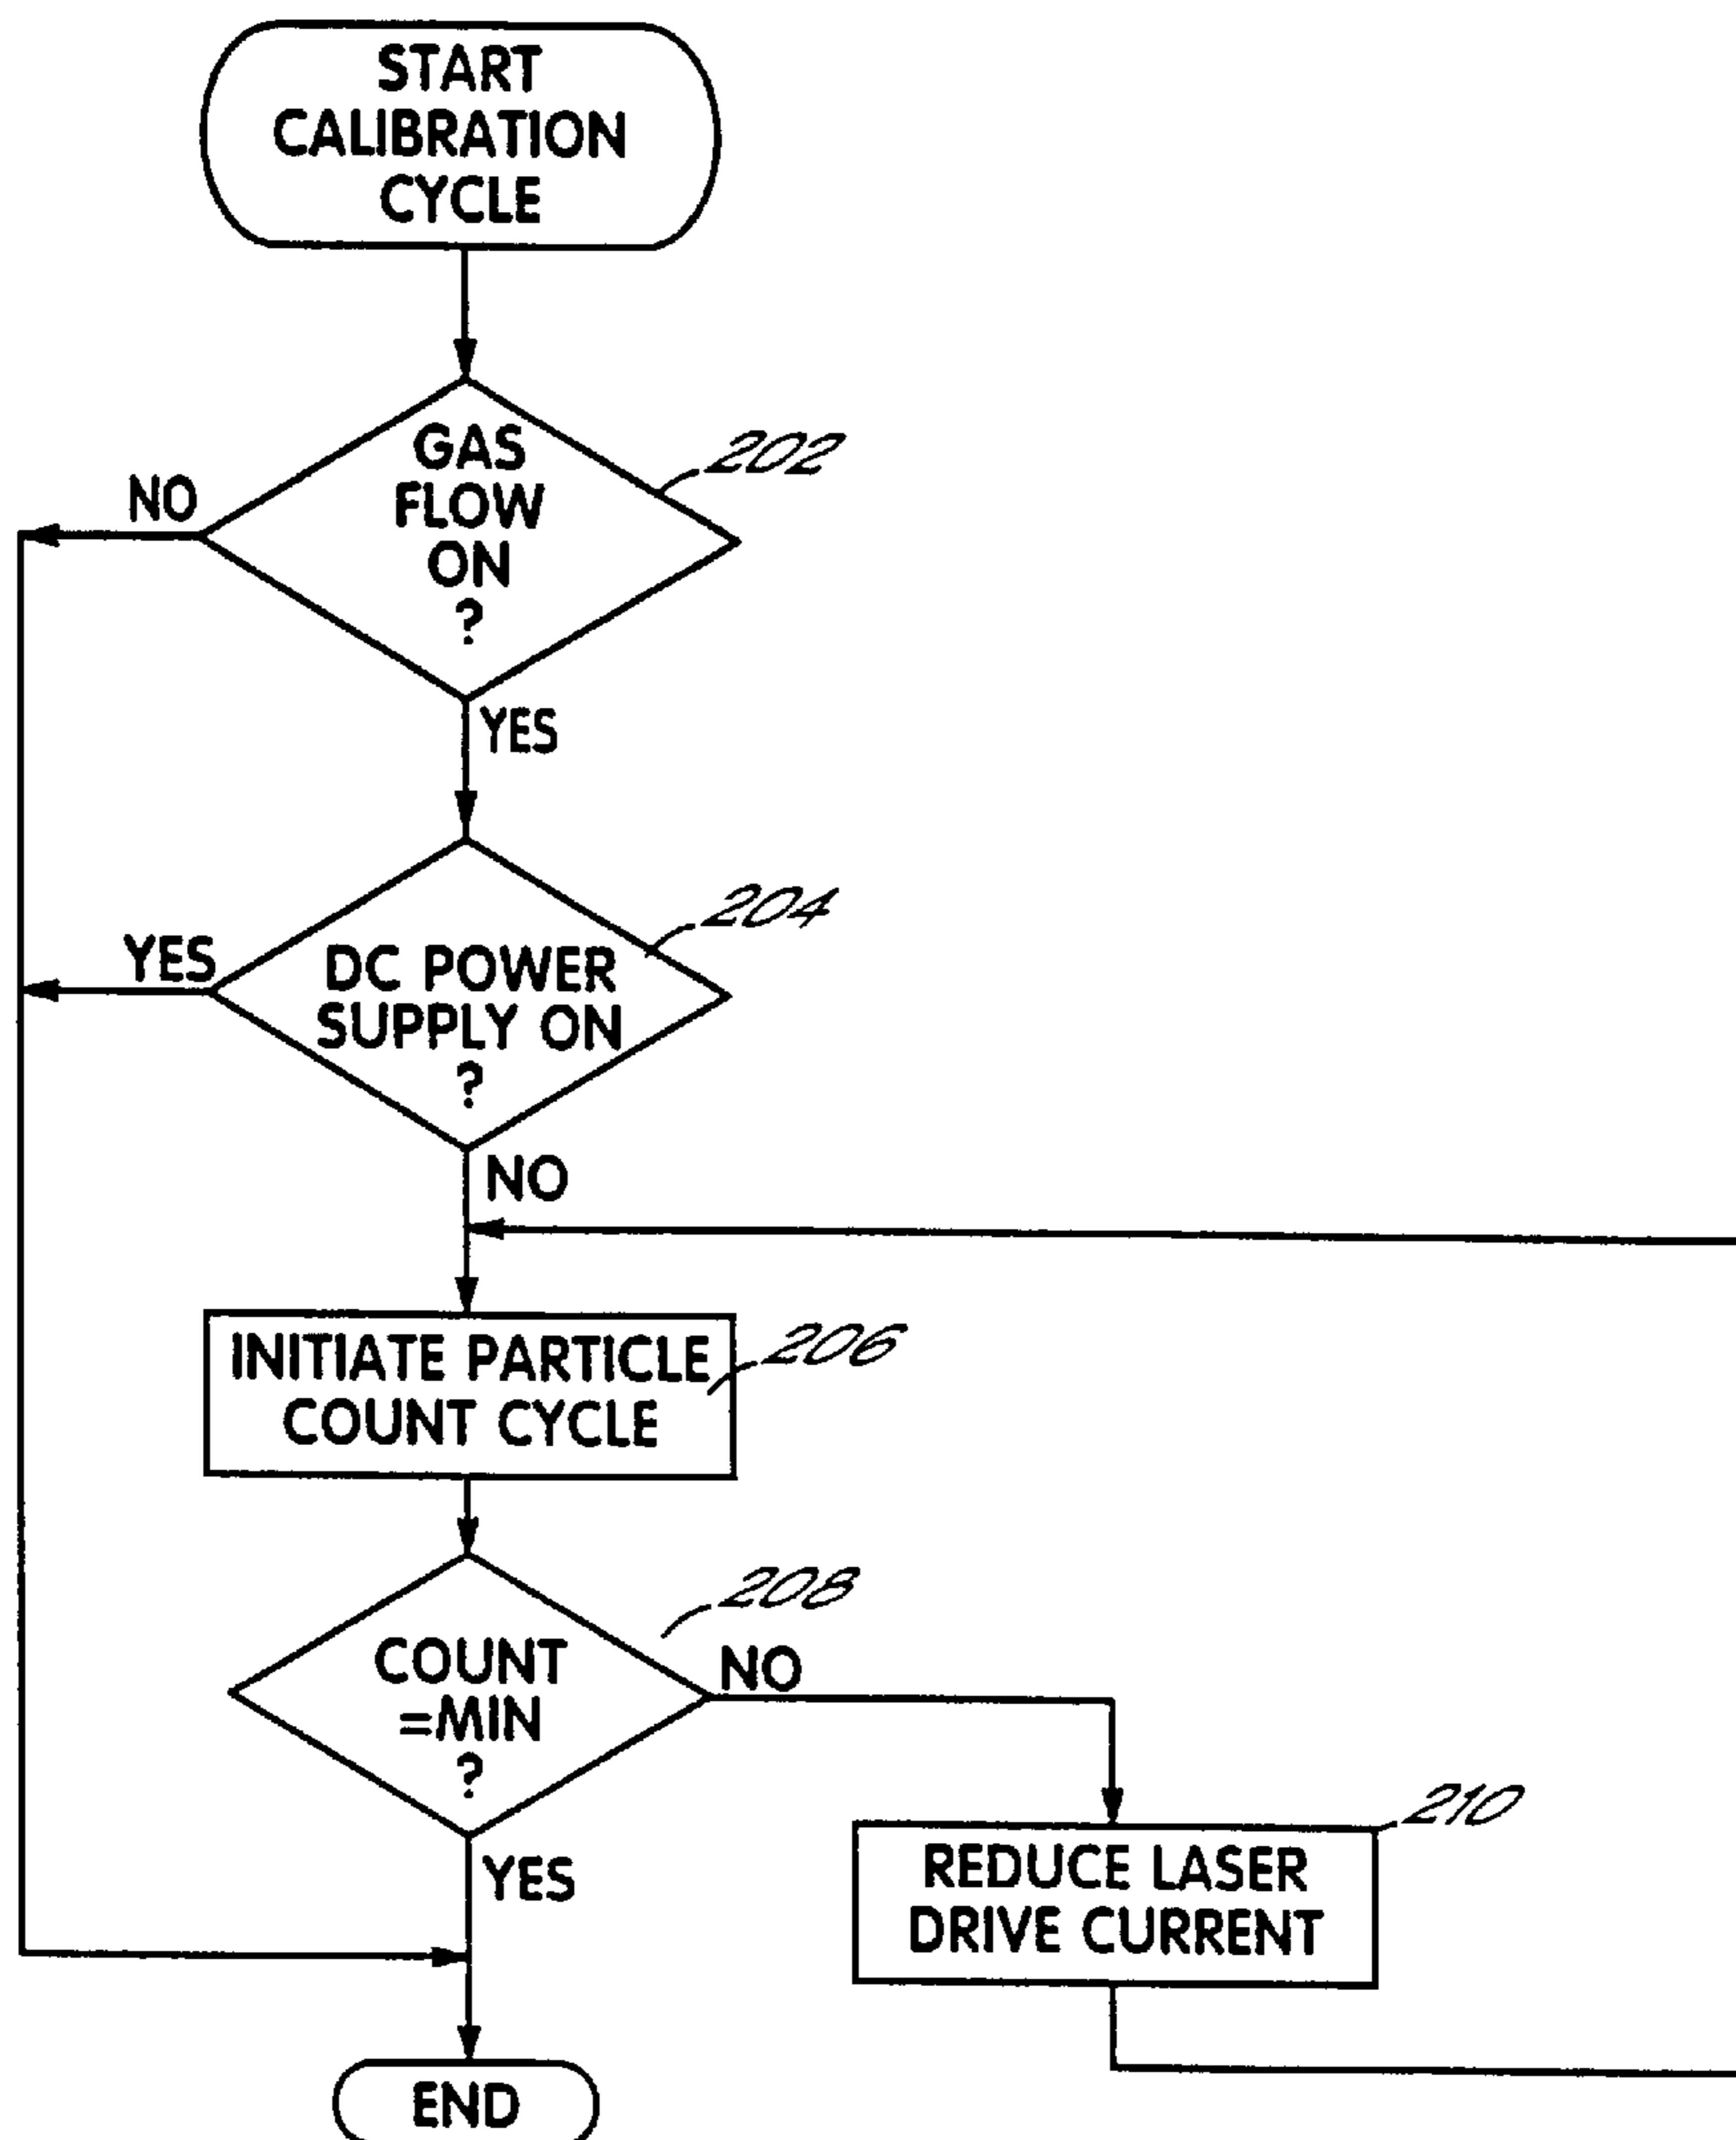 START
CALIBRATION
CYCLE
GAS
FLOW
ON
?
202
NO
YES
204
YES
DC POWER
SUPPLY ON
?
NO
INITIATE PARTICLE
COUNT CYCLE
206
208
COUNT
=MIN
?
NO
YES
210
REDUCE LASER
DRIVE CURRENT
END